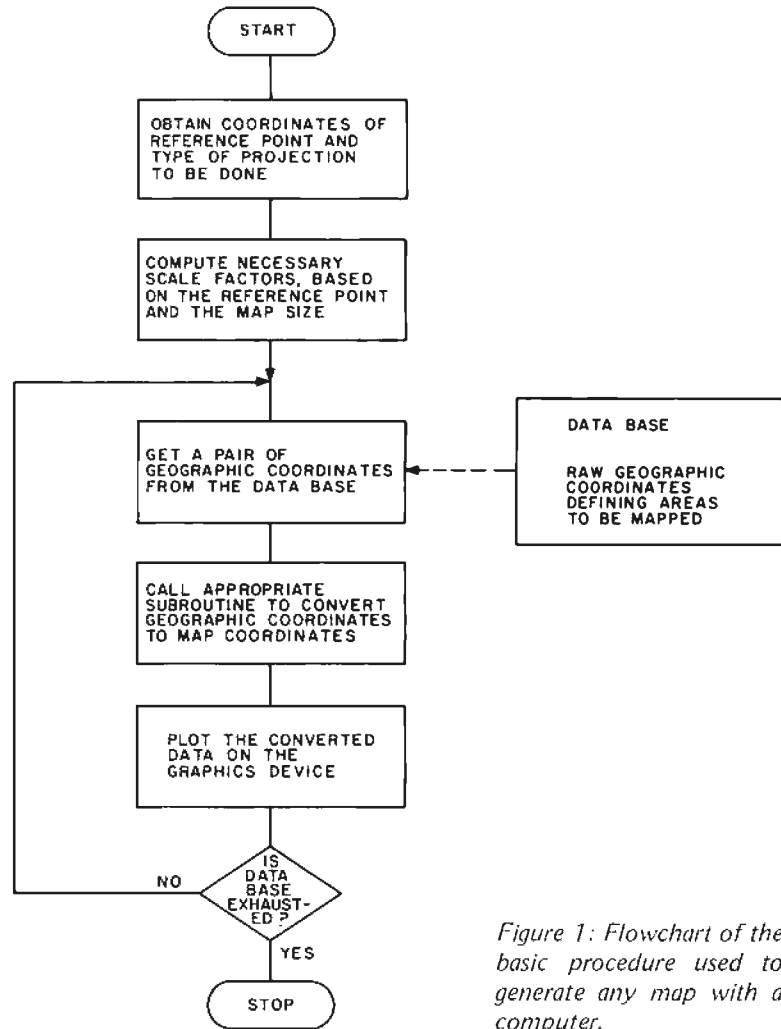 START
OBTAIN COORDINATES OF
REFERENCE POINT AND
TYPE OF PROJECTION
TO BE DONE
COMPUTE NECESSARY
SCALE FACTORS, BASED
ON THE REFERENCE POINT
AND THE MAP SIZE
GET A PAIR OF
GEOGRAPHIC COORDINATES
FROM THE DATA BASE
DATA BASE
RAW GEOGRAPHIC
COORDINATES
DEFINING AREAS
TO BE MAPPED
CALL APPROPRIATE
SUBROUTINE TO CONVERT
GEOGRAPHIC COORDINATES
TO MAP COORDINATES
PLOT THE CONVERTED
DATA ON THE
GRAPHICS DEVICE
IS
DATA
BASE
EXHAUST-
ED?
NO
YES
STOP
Figure 1: Flowchart of the
basic procedure used to
generate any map with a
computer.